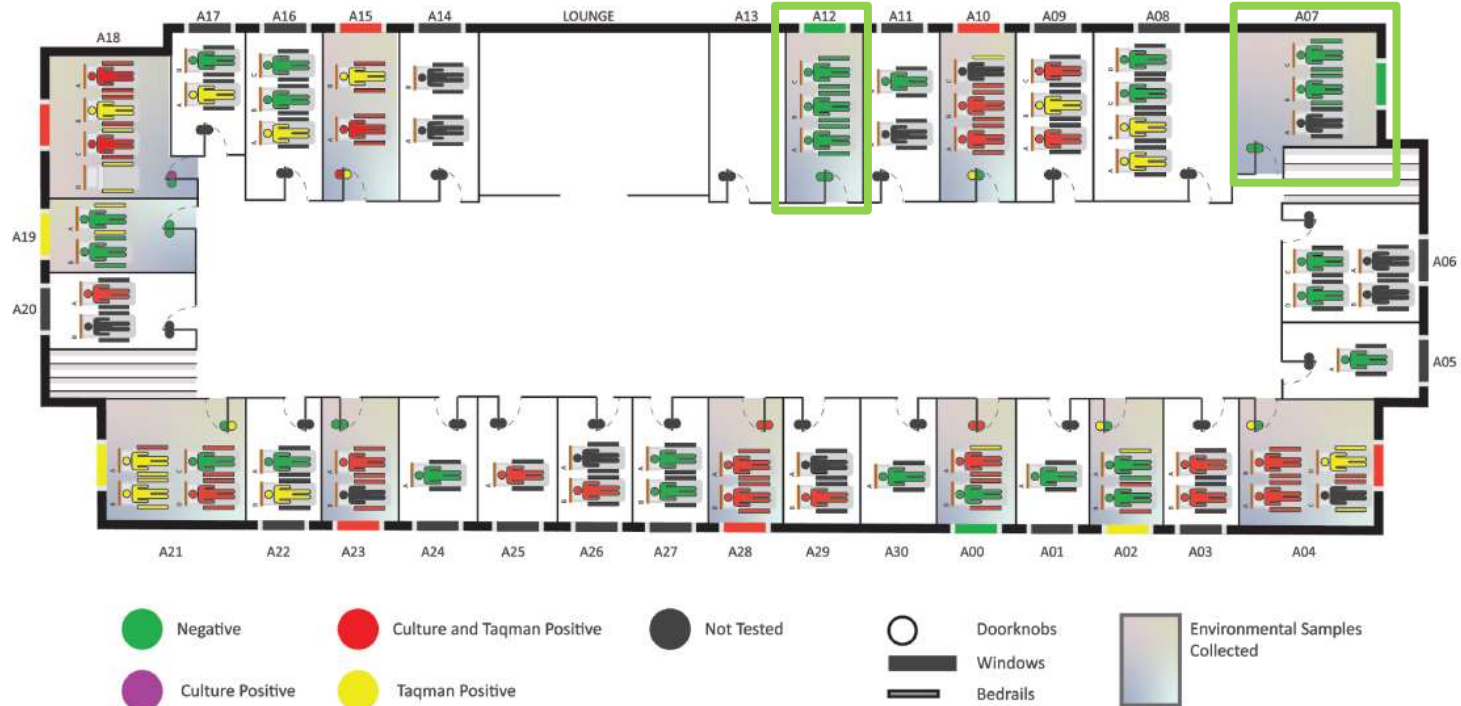 A17 A16 A15 A14 LOUNGE A13 A12 A11 A10 A09 A08 A07
A18
A19
A20
A06
A05
A21 A22 A23 A24 A25 A26 A27 A28 A29 A30 A00 A01 A02 A03 A04
Negative Culture and Taqman Positive Not Tested Doorknobs Environmental Samples
Collected
Windows
Culture Positive Taqman Positive Bedrails